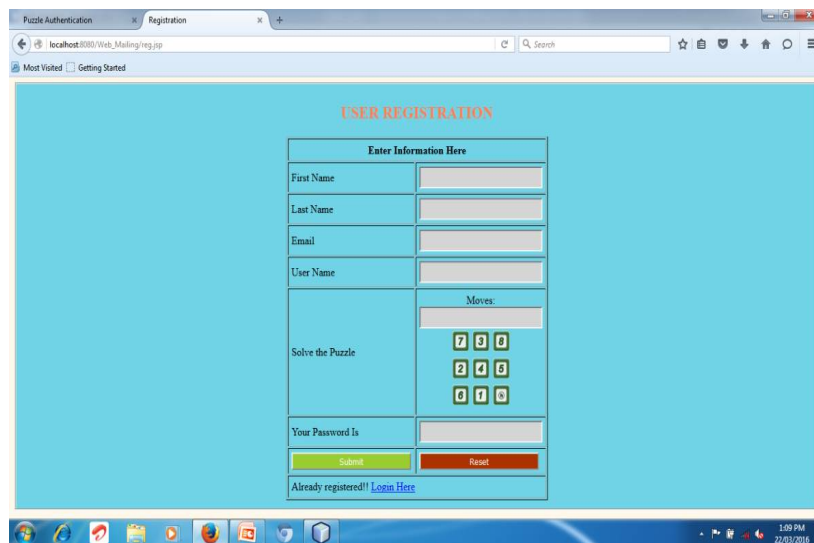 Puzzle Authentication × Registration × +
localhost:8080/Web_Mailing/reg.jsp Search
Most Visited Getting Started
USER REGISTRATION
Enter Information Here
First Name
Last Name
Email
User Name
Moves:
Solve the Puzzle
7 3 8
2 4 5
6 1
Your Password Is
Submit Reset
Already registered!! Login Here
1:09 PM
22/03/2016